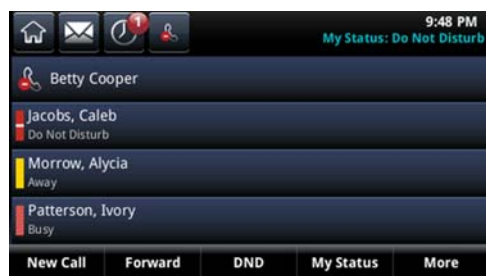 1
9:48 PM
My Status: Do Not Disturb
Betty Cooper
Jacobs, Caleb
Do Not Disturb
Morrow, Alycia
Away
Patterson, Ivory
Busy
New Call Forward DND My Status More